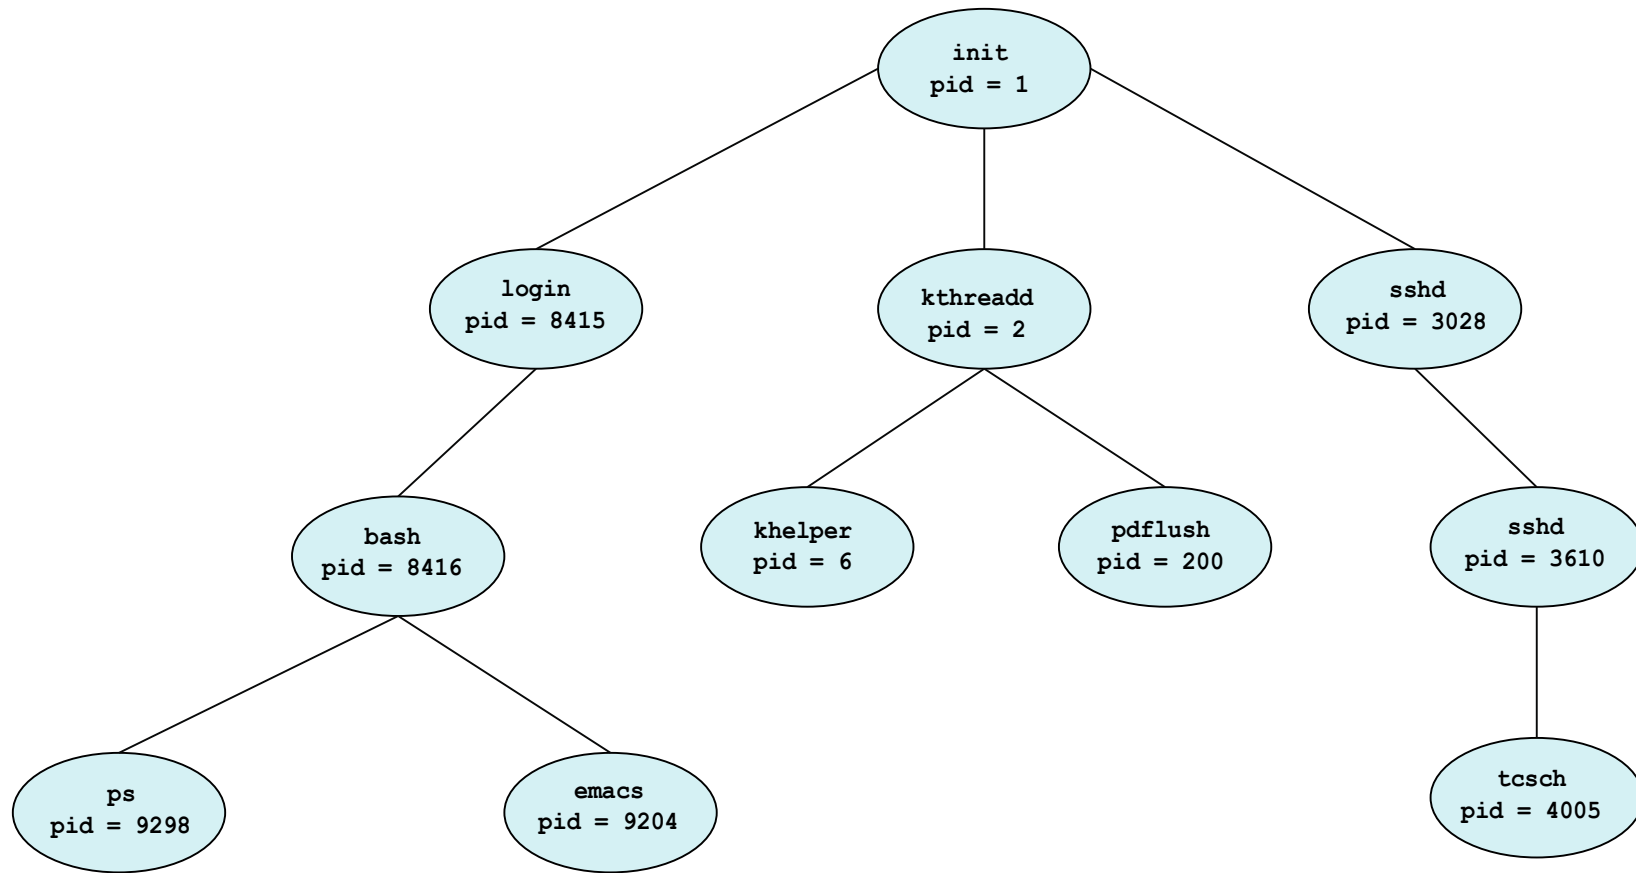 init
pid = 1
login
pid = 8415
kthreadd
pid = 2
sshd
pid = 3028
bash
pid = 8416
khelper
pid = 6
pdflush
pid = 200
sshd
pid = 3610
ps
pid = 9298
emacs
pid = 9204
tcsch
pid = 4005